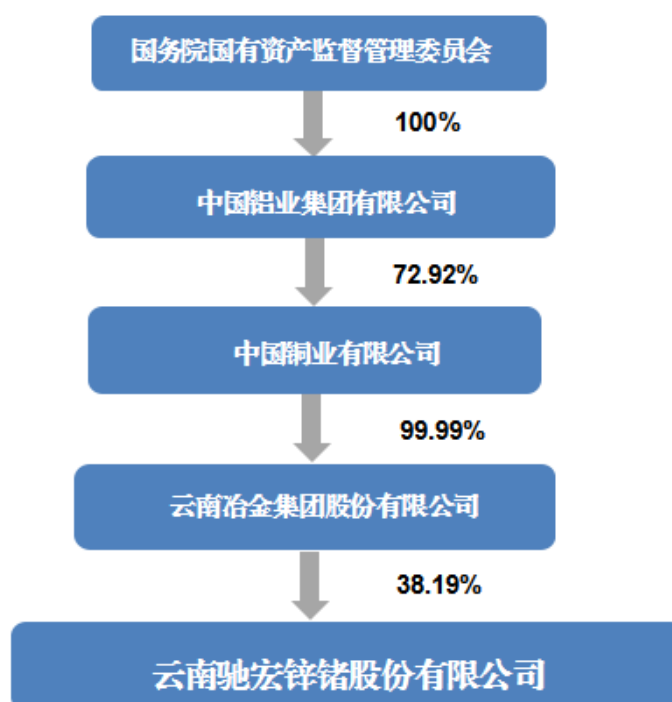 国务院国有资产监督管理委员会
100%
中国铝业集团有限公司
72.92%
中国铜业有限公司
99.99%
云南冶金集团股份有限公司
38.19%
云南驰宏锌锗股份有限公司